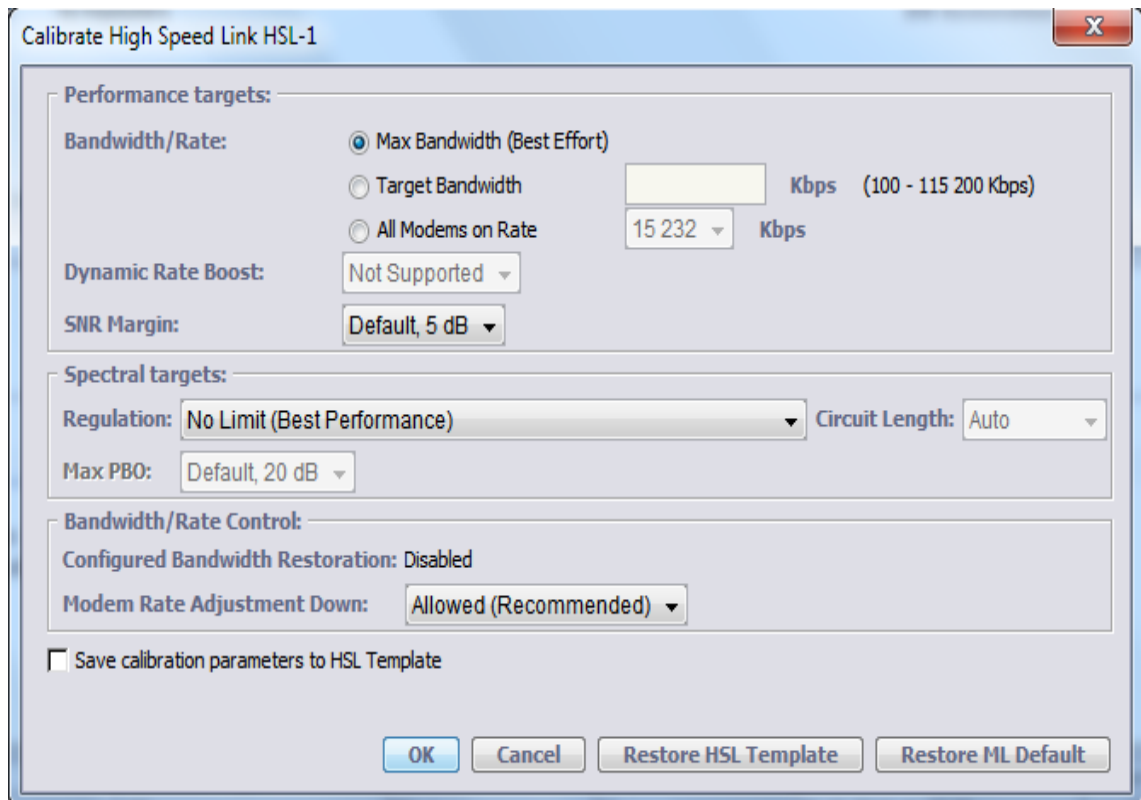 Calibrate High Speed Link HSL-1
X
Performance targets:
Bandwidth/Rate: Max Bandwidth (Best Effort)
Target Bandwidth Kbps (100 - 115 200 Kbps)
All Modems on Rate 15 232 Kbps
Dynamic Rate Boost: Not Supported
SNR Margin: Default, 5 dB
Spectral targets:
Regulation: No Limit (Best Performance) Circuit Length: Auto
Max PBO: Default, 20 dB
Bandwidth/Rate Control:
Configured Bandwidth Restoration: Disabled
Modem Rate Adjustment Down: Allowed (Recommended)
Save calibration parameters to HSL Template
OK Cancel Restore HSL Template Restore ML Default